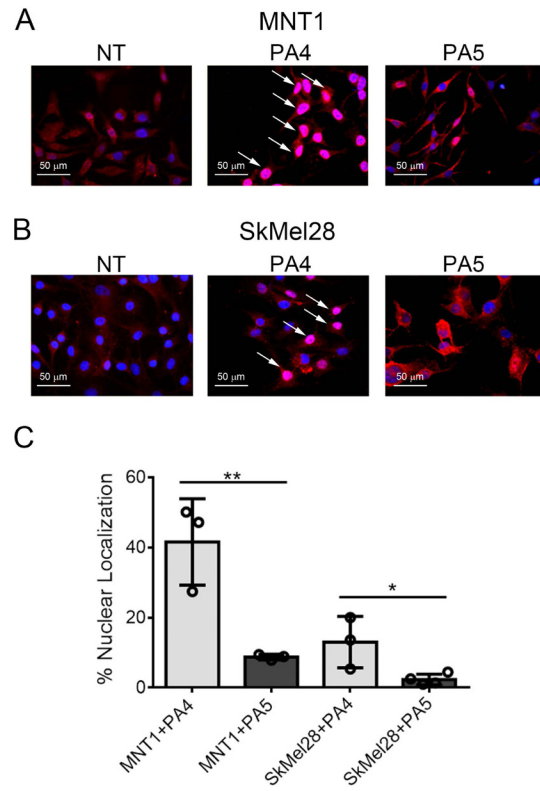 A
MNT1
NT
PA4
PA5
50 µm
50 µm
50 µm
B
SkMel28
NT
PA4
PA5
50 µm
50 µm
50 µm
C
% Nuclear Localization
60
40
20
0
**
*
MNT1+PA4
MNT1+PA5
SkMel28+PA4
SkMel28+PA5